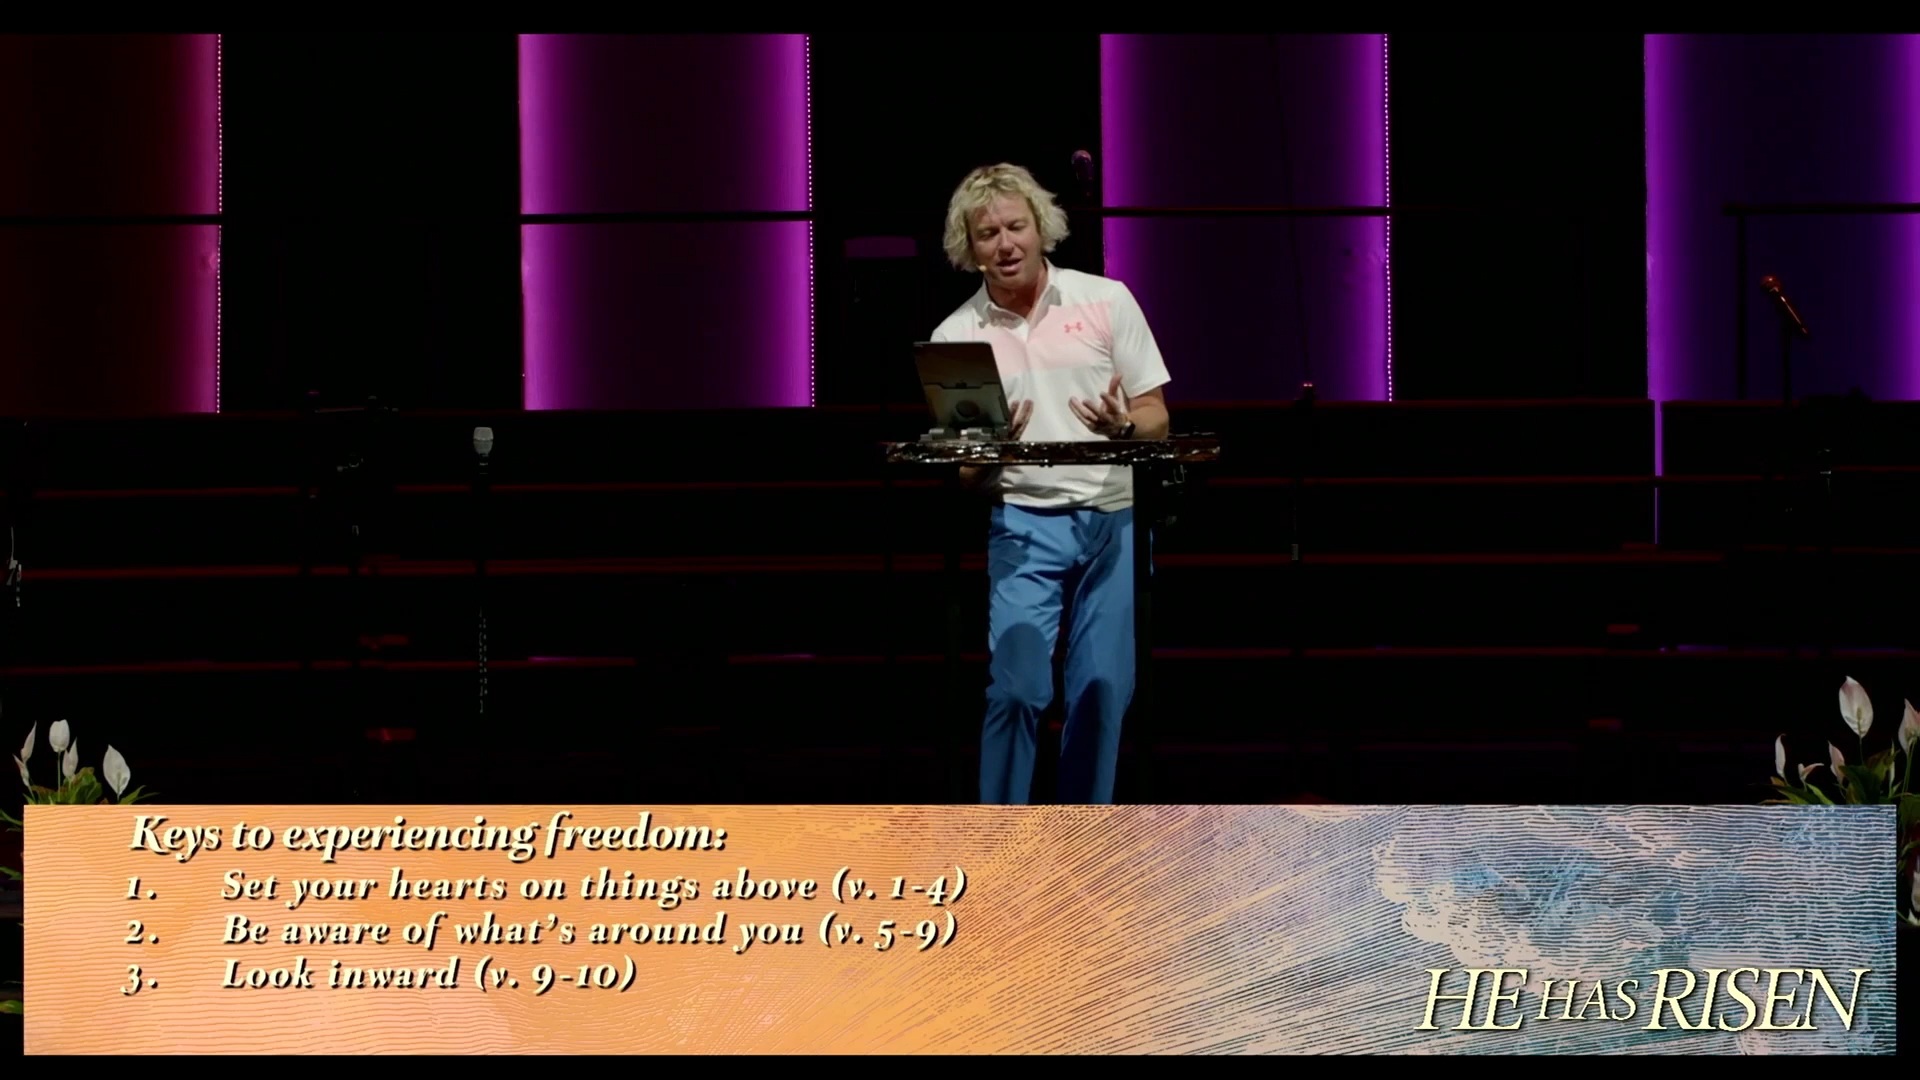 Keys to experiencing freedom:
1. Set your hearts on things above (v. 1-4)
2. Be aware of what's around you (v. 5-9)
3. Look inward (v. 9-10)
HE HAS RISEN